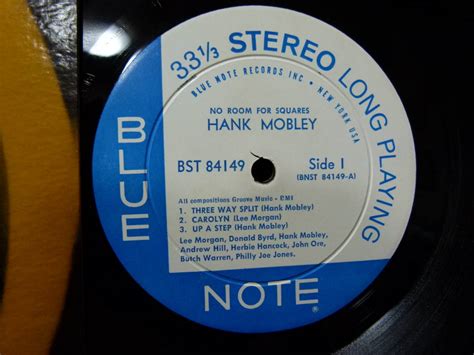 33 1/3 STEREO LONG PLAYING
BLUE NOTE RECORDS INC • NEW YORK USA
NO ROOM FOR SQUARES
HANK MOBLEY
BST 84149
Side 1
(BNST 84149-A)
All compositions Groove Music - BMI
1. THREE WAY SPLIT (Hank Mobley)
2. CAROLYN (Lee Morgan)
3. UP A STEP (Hank Mobley)
Lee Morgan, Donald Byrd, Hank Mobley,
Andrew Hill, Herbie Hancock, John Ore,
Butch Warren, Philly Joe Jones.
BLUE
NOTE
®